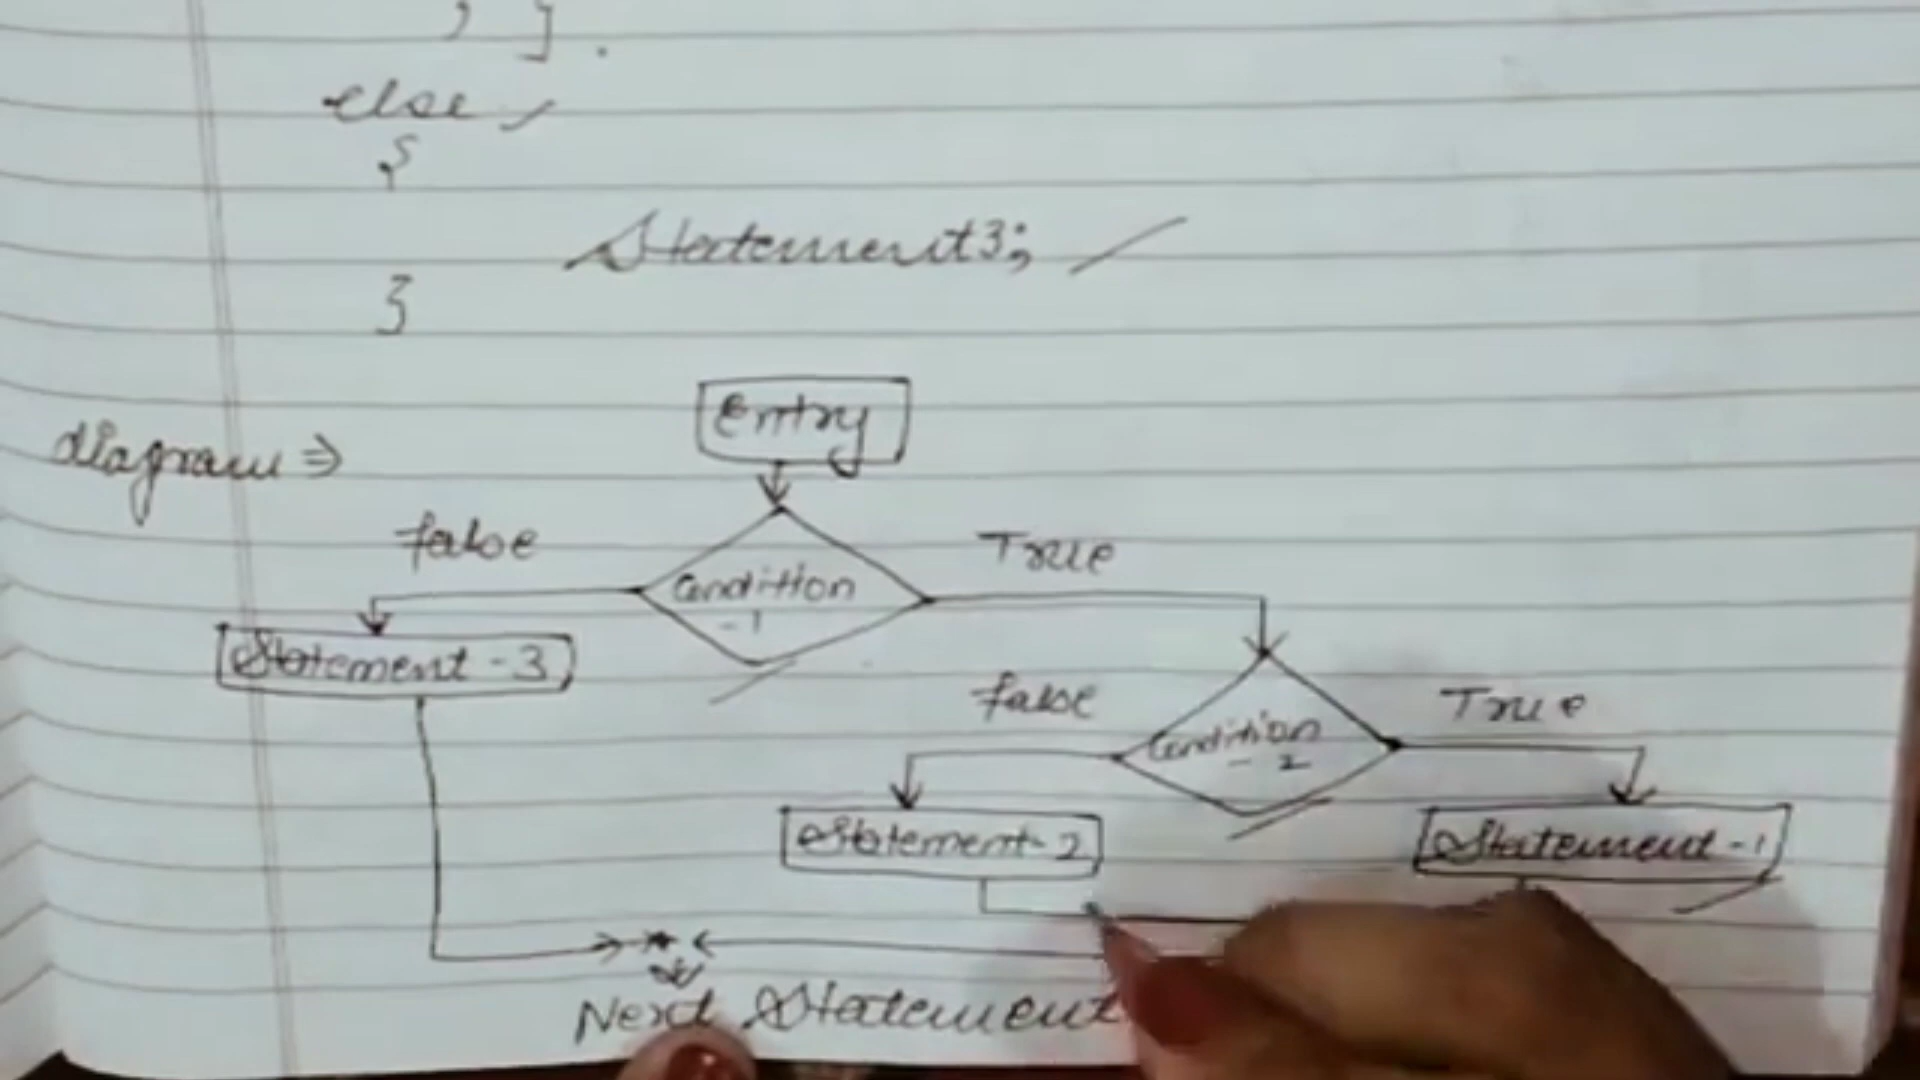 ; }.
else
{
Statement3;
}
diagram ⇒
Entry
false
True
Condition
-1
Statement-3
false
True
Condition
-2
Statement-2
Statement-1
Next Statement